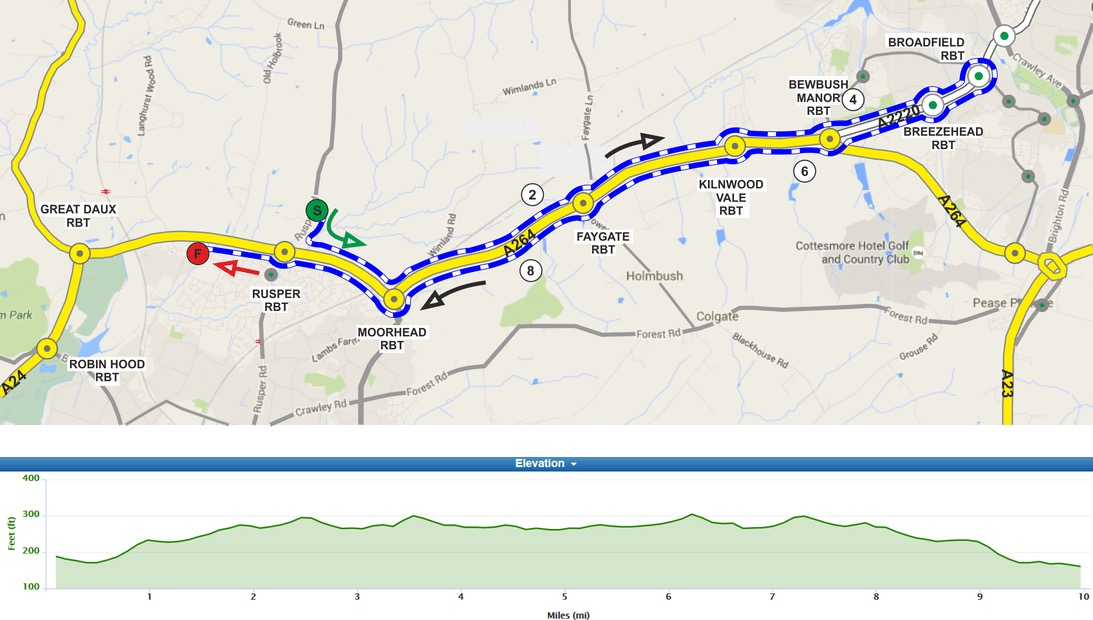 Green Ln
Old Holbrook
Langhurst Wood Rd
Wimlands Ln
Faygate Ln
BROADFIELD
RBT
Crawley Ave
BEWBUSH
MANOR
RBT
4
A2220
BREEZEHEAD
RBT
6
KILNWOOD
VALE
RBT
2
GREAT DAUX
RBT
S
F
Wimland Rd
A264
FAYGATE
RBT
8
A264
Brighton Rd
Cottesmore Hotel Golf
and Country Club
Holmbush
RUSPER
RBT
MOORHEAD
RBT
Colgate
Forest Rd
Forest Rd
Blackhouse Rd
Grouse Rd
ROBIN HOOD
RBT
A24
Rusper Rd
Crawley Rd
Forest Rd
A23
Elevation
400
300
200
100
Feet (ft)
1 2 3 4 5 6 7 8 9 10
Miles (mi)